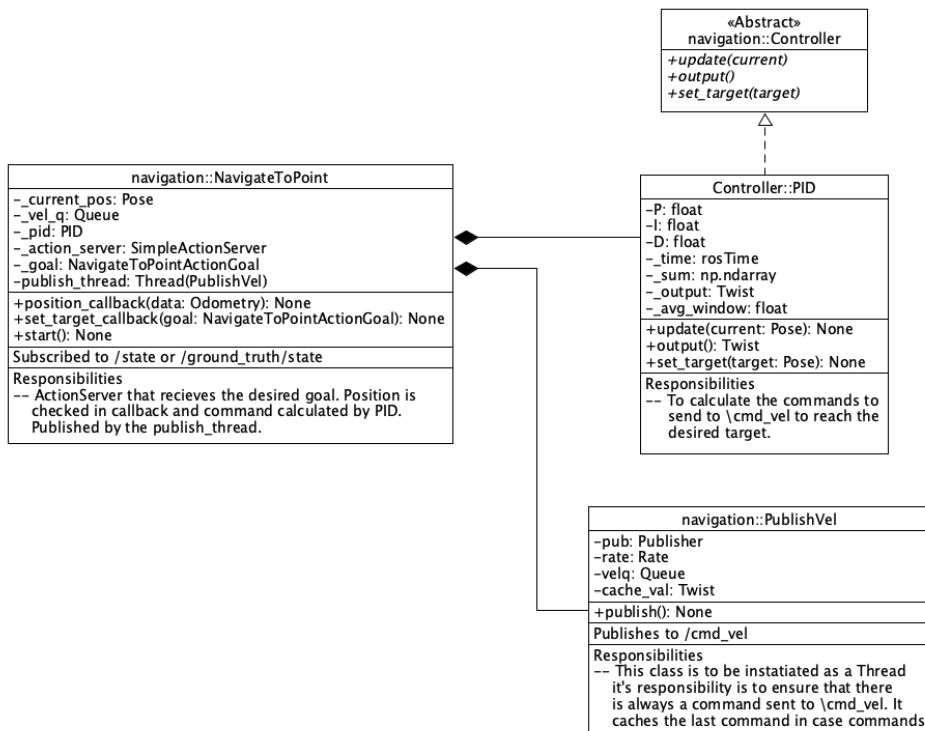 «Abstract»
navigation::Controller
+update(current)
+output()
+set_target(target)
navigation::NavigateToPoint
-_current_pos: Pose
-_vel_q: Queue
-_pid: PID
-_action_server: SimpleActionServer
-_goal: NavigateToPointActionGoal
-publish_thread: Thread(PublishVel)
+position_callback(data: Odometry): None
+set_target_callback(goal: NavigateToPointActionGoal): None
+start(): None
Subscribed to /state or /ground_truth/state
Responsibilities
-- ActionServer that recieves the desired goal. Position is
checked in callback and command calculated by PID.
Published by the publish_thread.
Controller::PID
-P: float
-I: float
-D: float
-_time: rosTime
-_sum: np.ndarray
-_output: Twist
-_avg_window: float
+update(current: Pose): None
+output(): Twist
+set_target(target: Pose): None
Responsibilities
-- To calculate the commands to
send to \cmd_vel to reach the
desired target.
navigation::PublishVel
-pub: Publisher
-rate: Rate
-velq: Queue
-cache_val: Twist
+publish(): None
Publishes to /cmd_vel
Responsibilities
-- This class is to be instatiated as a Thread
it's responsibility is to ensure that there
is always a command sent to \cmd_vel. It
caches the last command in case commands